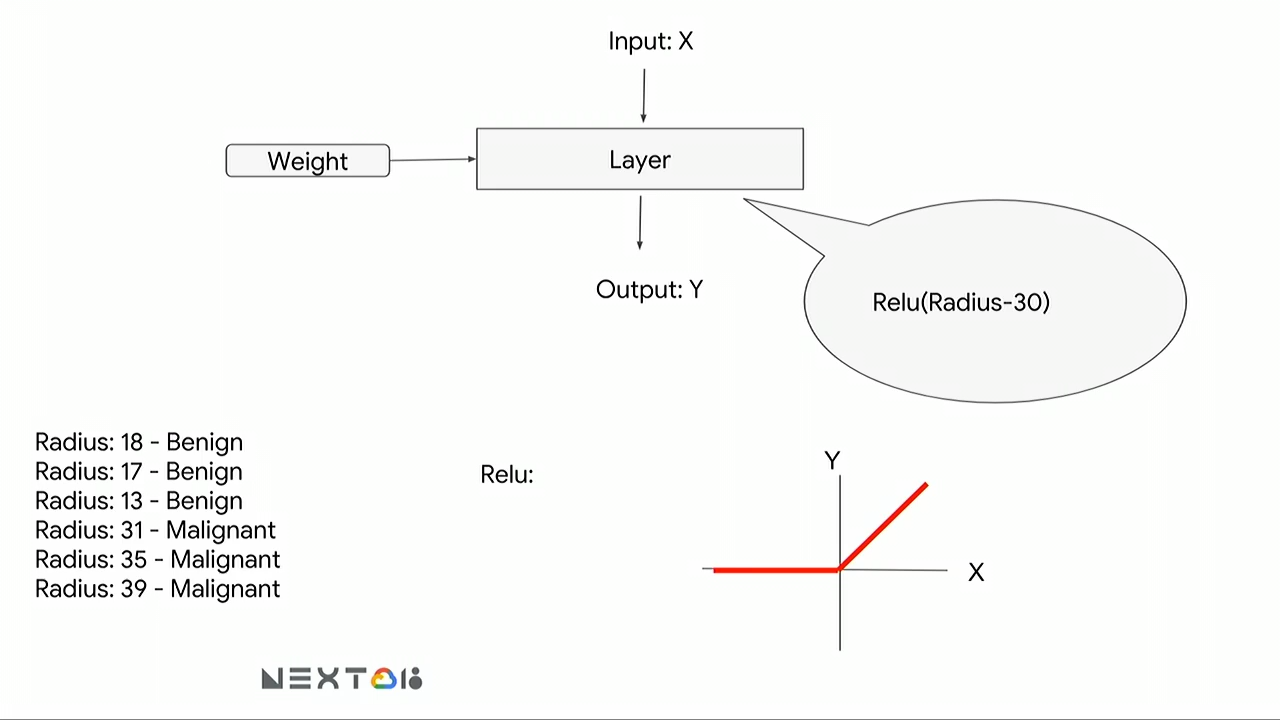 Input: X
Weight
Layer
Output: Y
Relu(Radius-30)
Radius: 18 - Benign
Radius: 17 - Benign
Radius: 13 - Benign
Radius: 31 - Malignant
Radius: 35 - Malignant
Radius: 39 - Malignant
Relu:
Y
X
NEXT 18